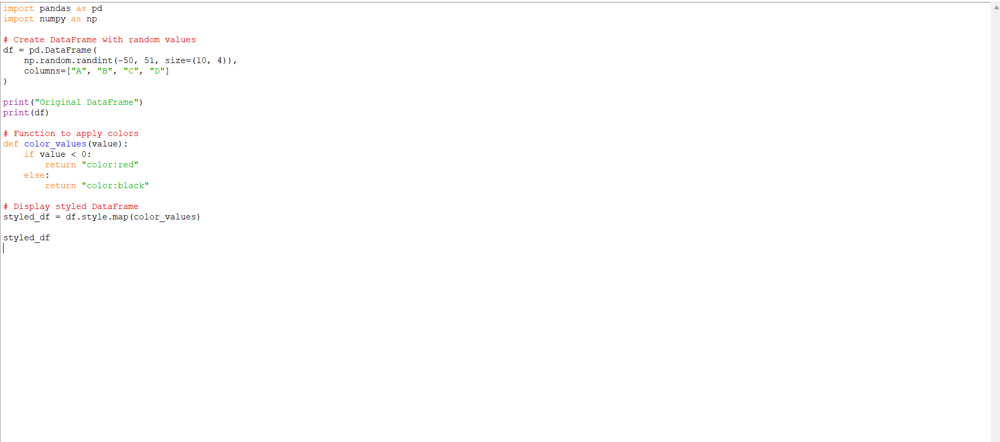 import pandas as pd
import numpy as np

# Create DataFrame with random values
df = pd.DataFrame(
    np.random.randint(-50, 51, size=(10, 4)),
    columns=["A", "B", "C", "D"]
)

print("Original DataFrame")
print(df)

# Function to apply colors
def color_values(value):
    if value < 0:
        return "color:red"
    else:
        return "color:black"

# Display styled DataFrame
styled_df = df.style.map(color_values)

styled_df